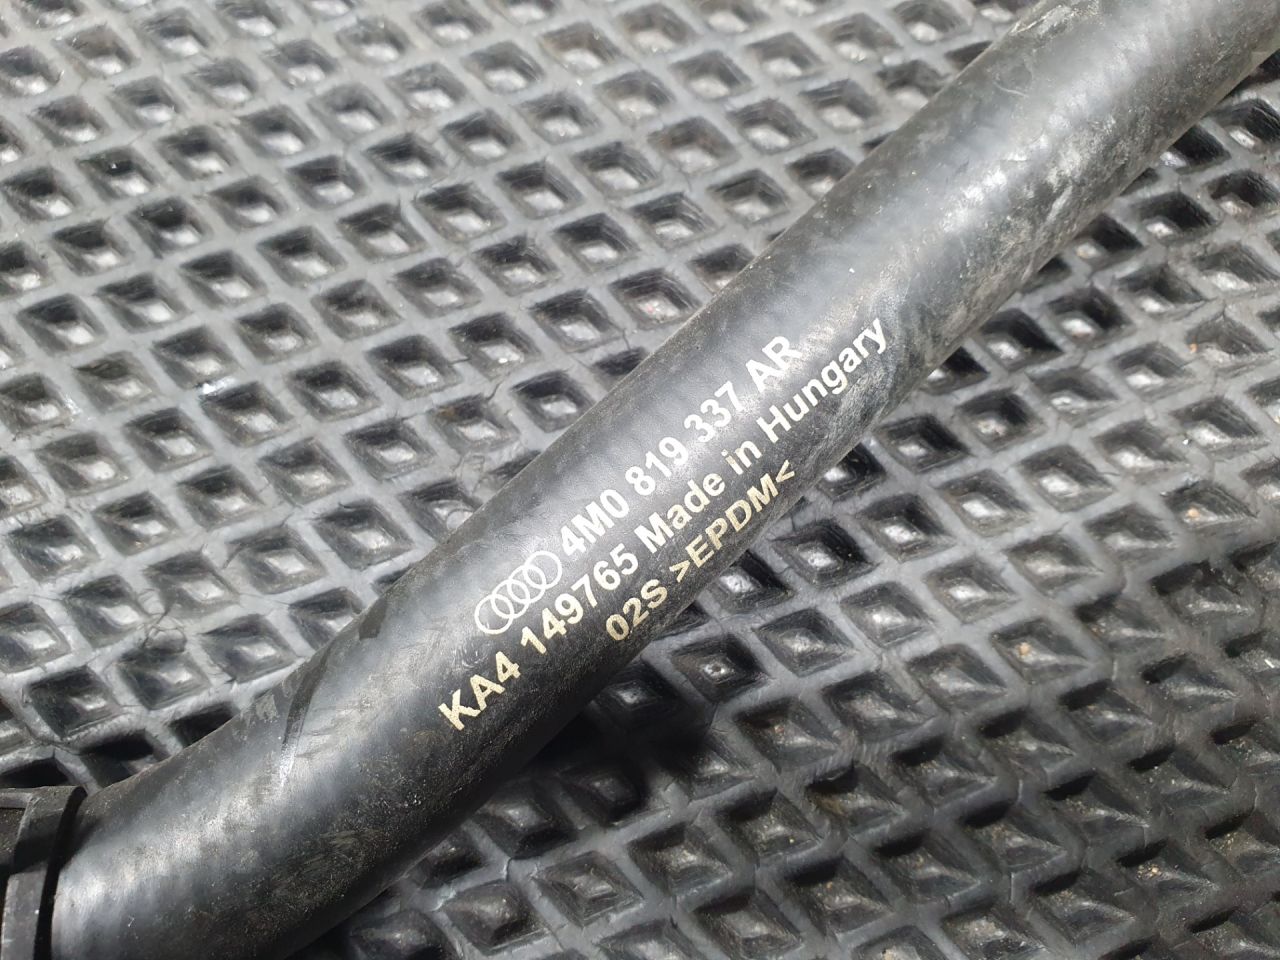 4M0 819 337 AR
KA4 149765 Made in Hungary
02S >EPDM<